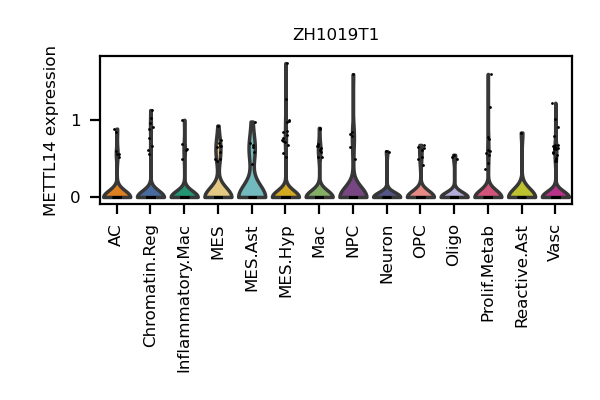 ZH1019T1
METTL14 expression
1
0
AC
Chromatin.Reg
Inflammatory.Mac
MES
MES.Ast
MES.Hyp
Mac
NPC
Neuron
OPC
Oligo
Prolif.Metab
Reactive.Ast
Vasc